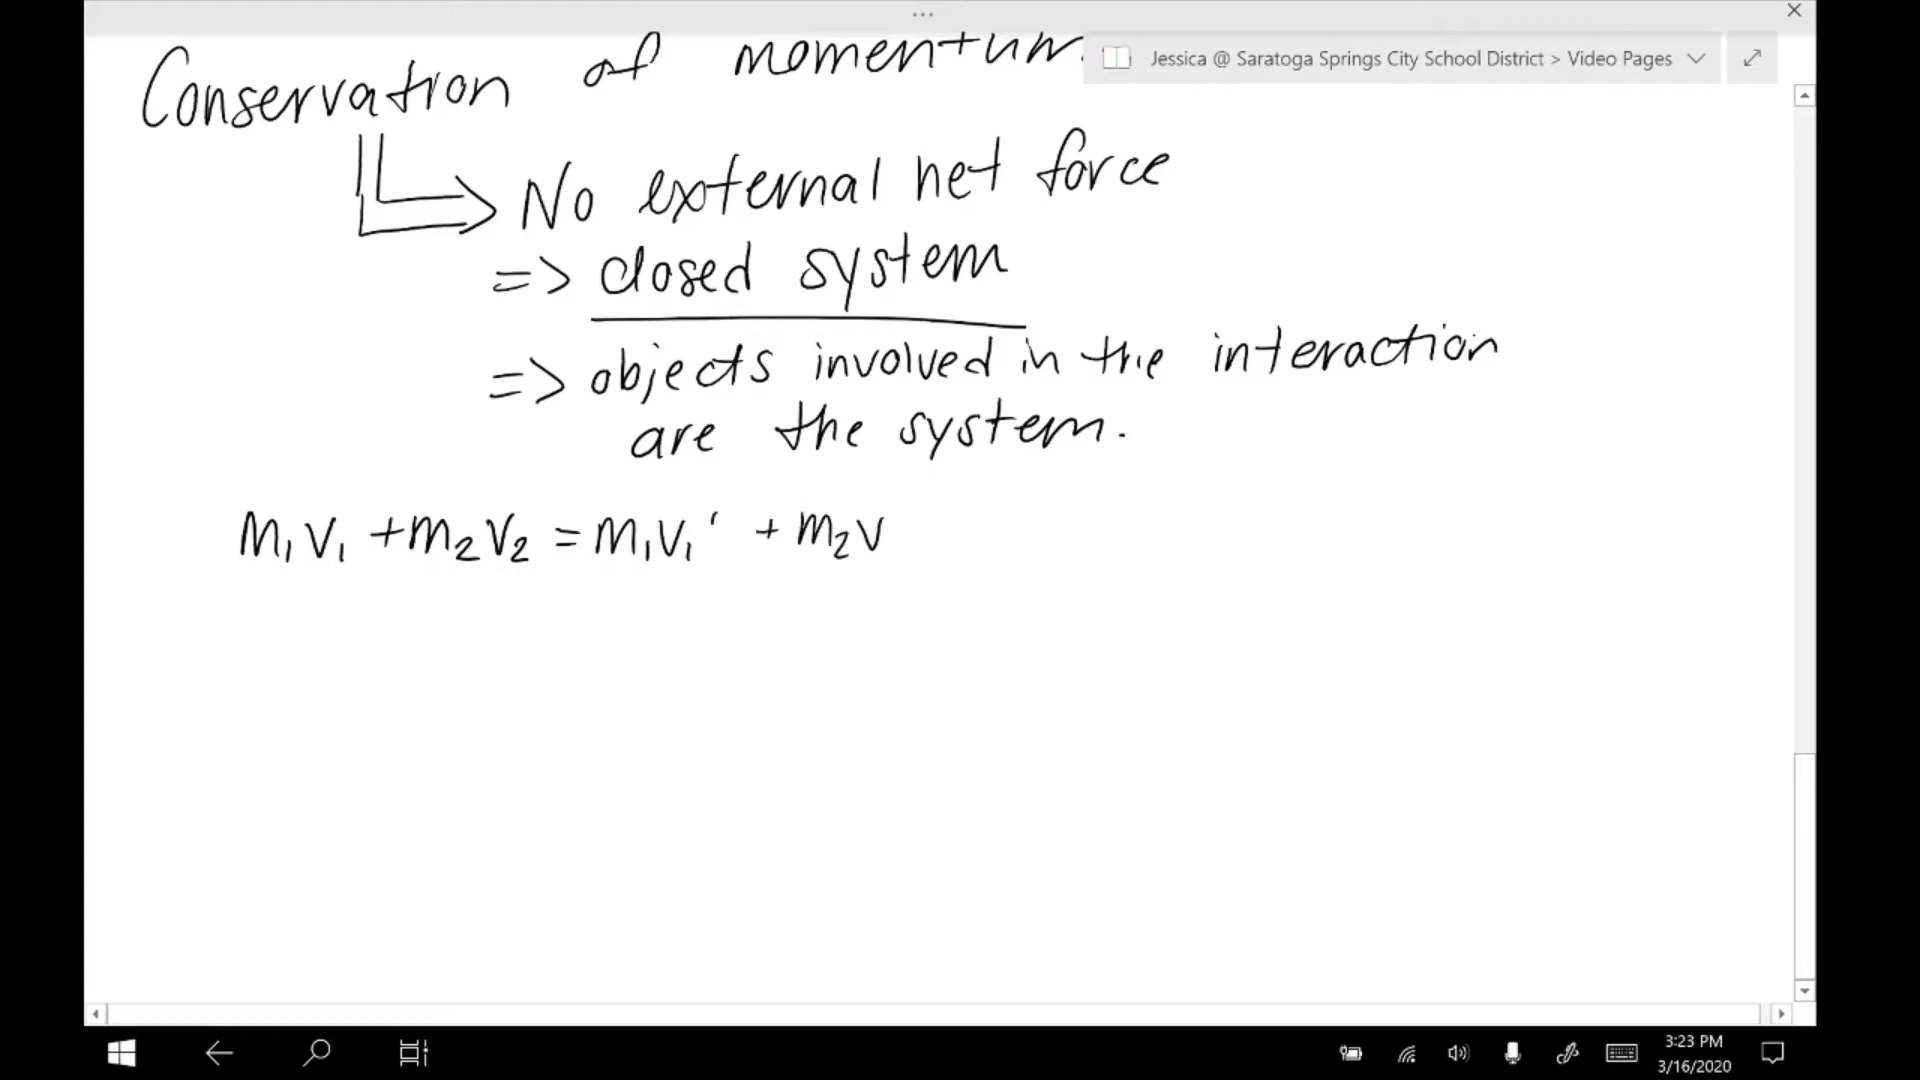 Jessica @ Saratoga Springs City School District > Video Pages
Conservation of momentum
No external net force
=> closed system
=> objects involved in the interaction
are the system.
m₁v₁ + m₂v₂ = m₁v₁' + m₂v
3:23 PM
3/16/2020